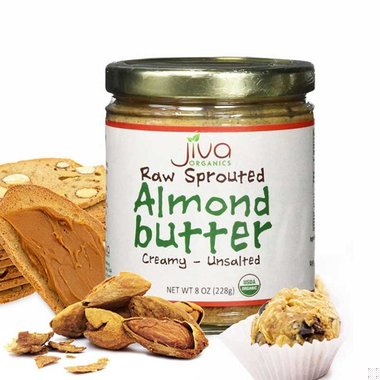 jiva
ORGANICS
Raw Sprouted
Almond
butter
Creamy - Unsalted
USDA
ORGANIC
NET WT 8 OZ (228g)